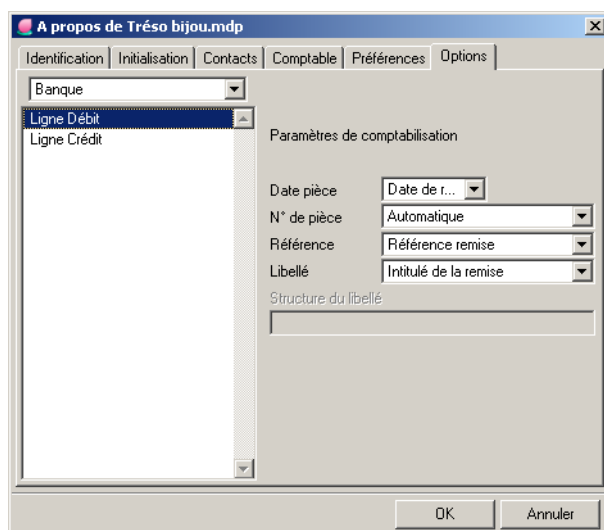 A propos de Tréso bijou.mdp
Identification Initialisation Contacts Comptable Préférences Options
Banque
Ligne Débit
Ligne Crédit
Paramètres de comptabilisation
Date pièce Date de r...
N° de pièce Automatique
Référence Référence remise
Libellé Intitulé de la remise
Structure du libellé
OK Annuler